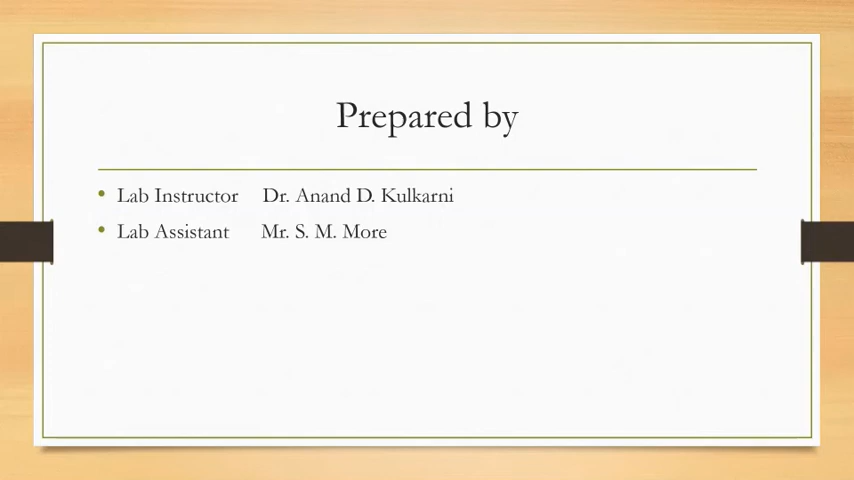 Prepared by
• Lab Instructor Dr. Anand D. Kulkarni
• Lab Assistant Mr. S. M. More